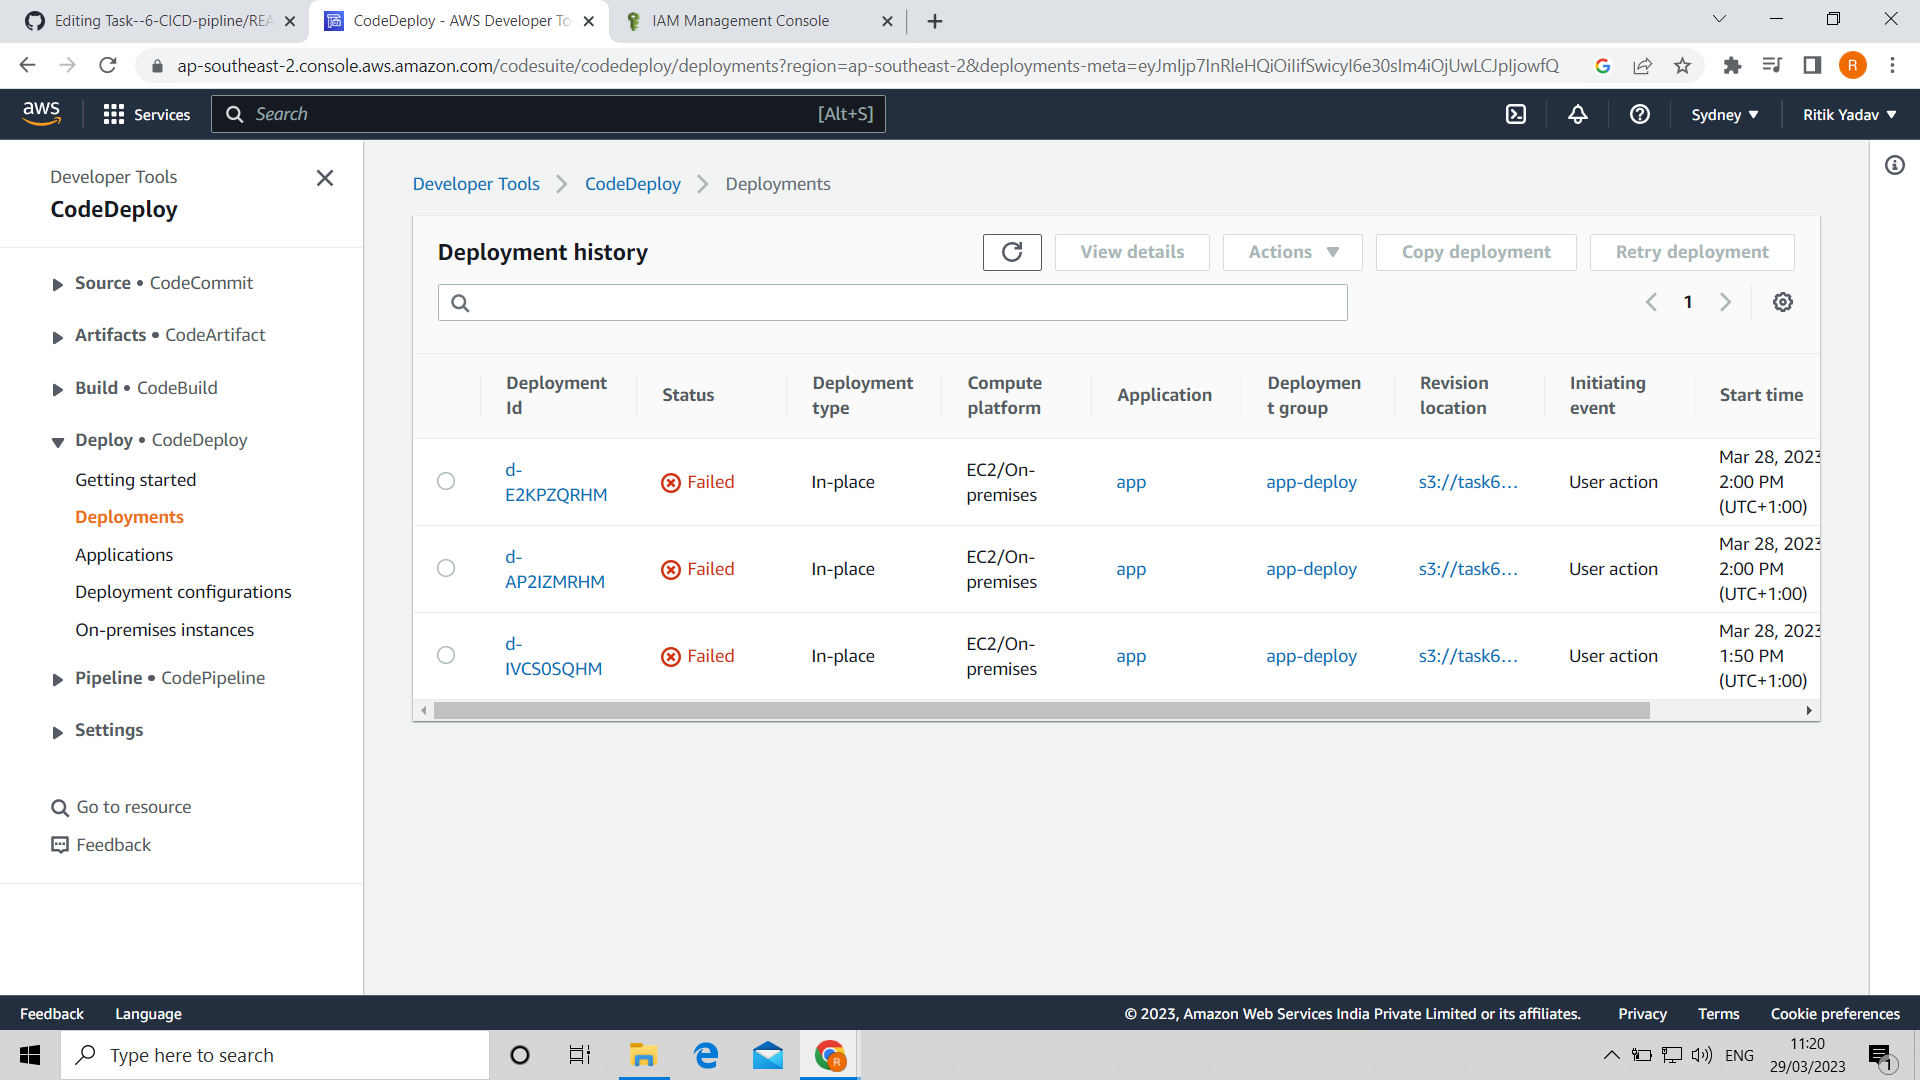 Editing Task--6-CICD-pipline/REA
CodeDeploy - AWS Developer To
IAM Management Console
ap-southeast-2.console.aws.amazon.com/codesuite/codedeploy/deployments?region=ap-southeast-2&deployments-meta=eyJmIjp7InRleHQiOiIifSwicyI6e30sIm4iOjUwLCJpIjowfQ
R
aws
Services
Search
[Alt+S]
Sydney
Ritik Yadav
Developer Tools
CodeDeploy
Source • CodeCommit
Artifacts • CodeArtifact
Build • CodeBuild
Deploy • CodeDeploy
Getting started
Deployments
Applications
Deployment configurations
On-premises instances
Pipeline • CodePipeline
Settings
Go to resource
Feedback
Developer Tools
CodeDeploy
Deployments
Deployment history
View details
Actions
Copy deployment
Retry deployment
1
Deployment
Id
Status
Deployment
type
Compute
platform
Application
Deploymen
t group
Revision
location
Initiating
event
Start time
d-
E2KPZQRHM
Failed
In-place
EC2/On-
premises
app
app-deploy
s3://task6...
User action
Mar 28, 2023
2:00 PM
(UTC+1:00)
d-
AP2IZMRHM
Failed
In-place
EC2/On-
premises
app
app-deploy
s3://task6...
User action
Mar 28, 2023
2:00 PM
(UTC+1:00)
d-
IVCS0SQHM
Failed
In-place
EC2/On-
premises
app
app-deploy
s3://task6...
User action
Mar 28, 2023
1:50 PM
(UTC+1:00)
Feedback
Language
© 2023, Amazon Web Services India Private Limited or its affiliates.
Privacy
Terms
Cookie preferences
Type here to search
R
ENG
11:20
29/03/2023
1